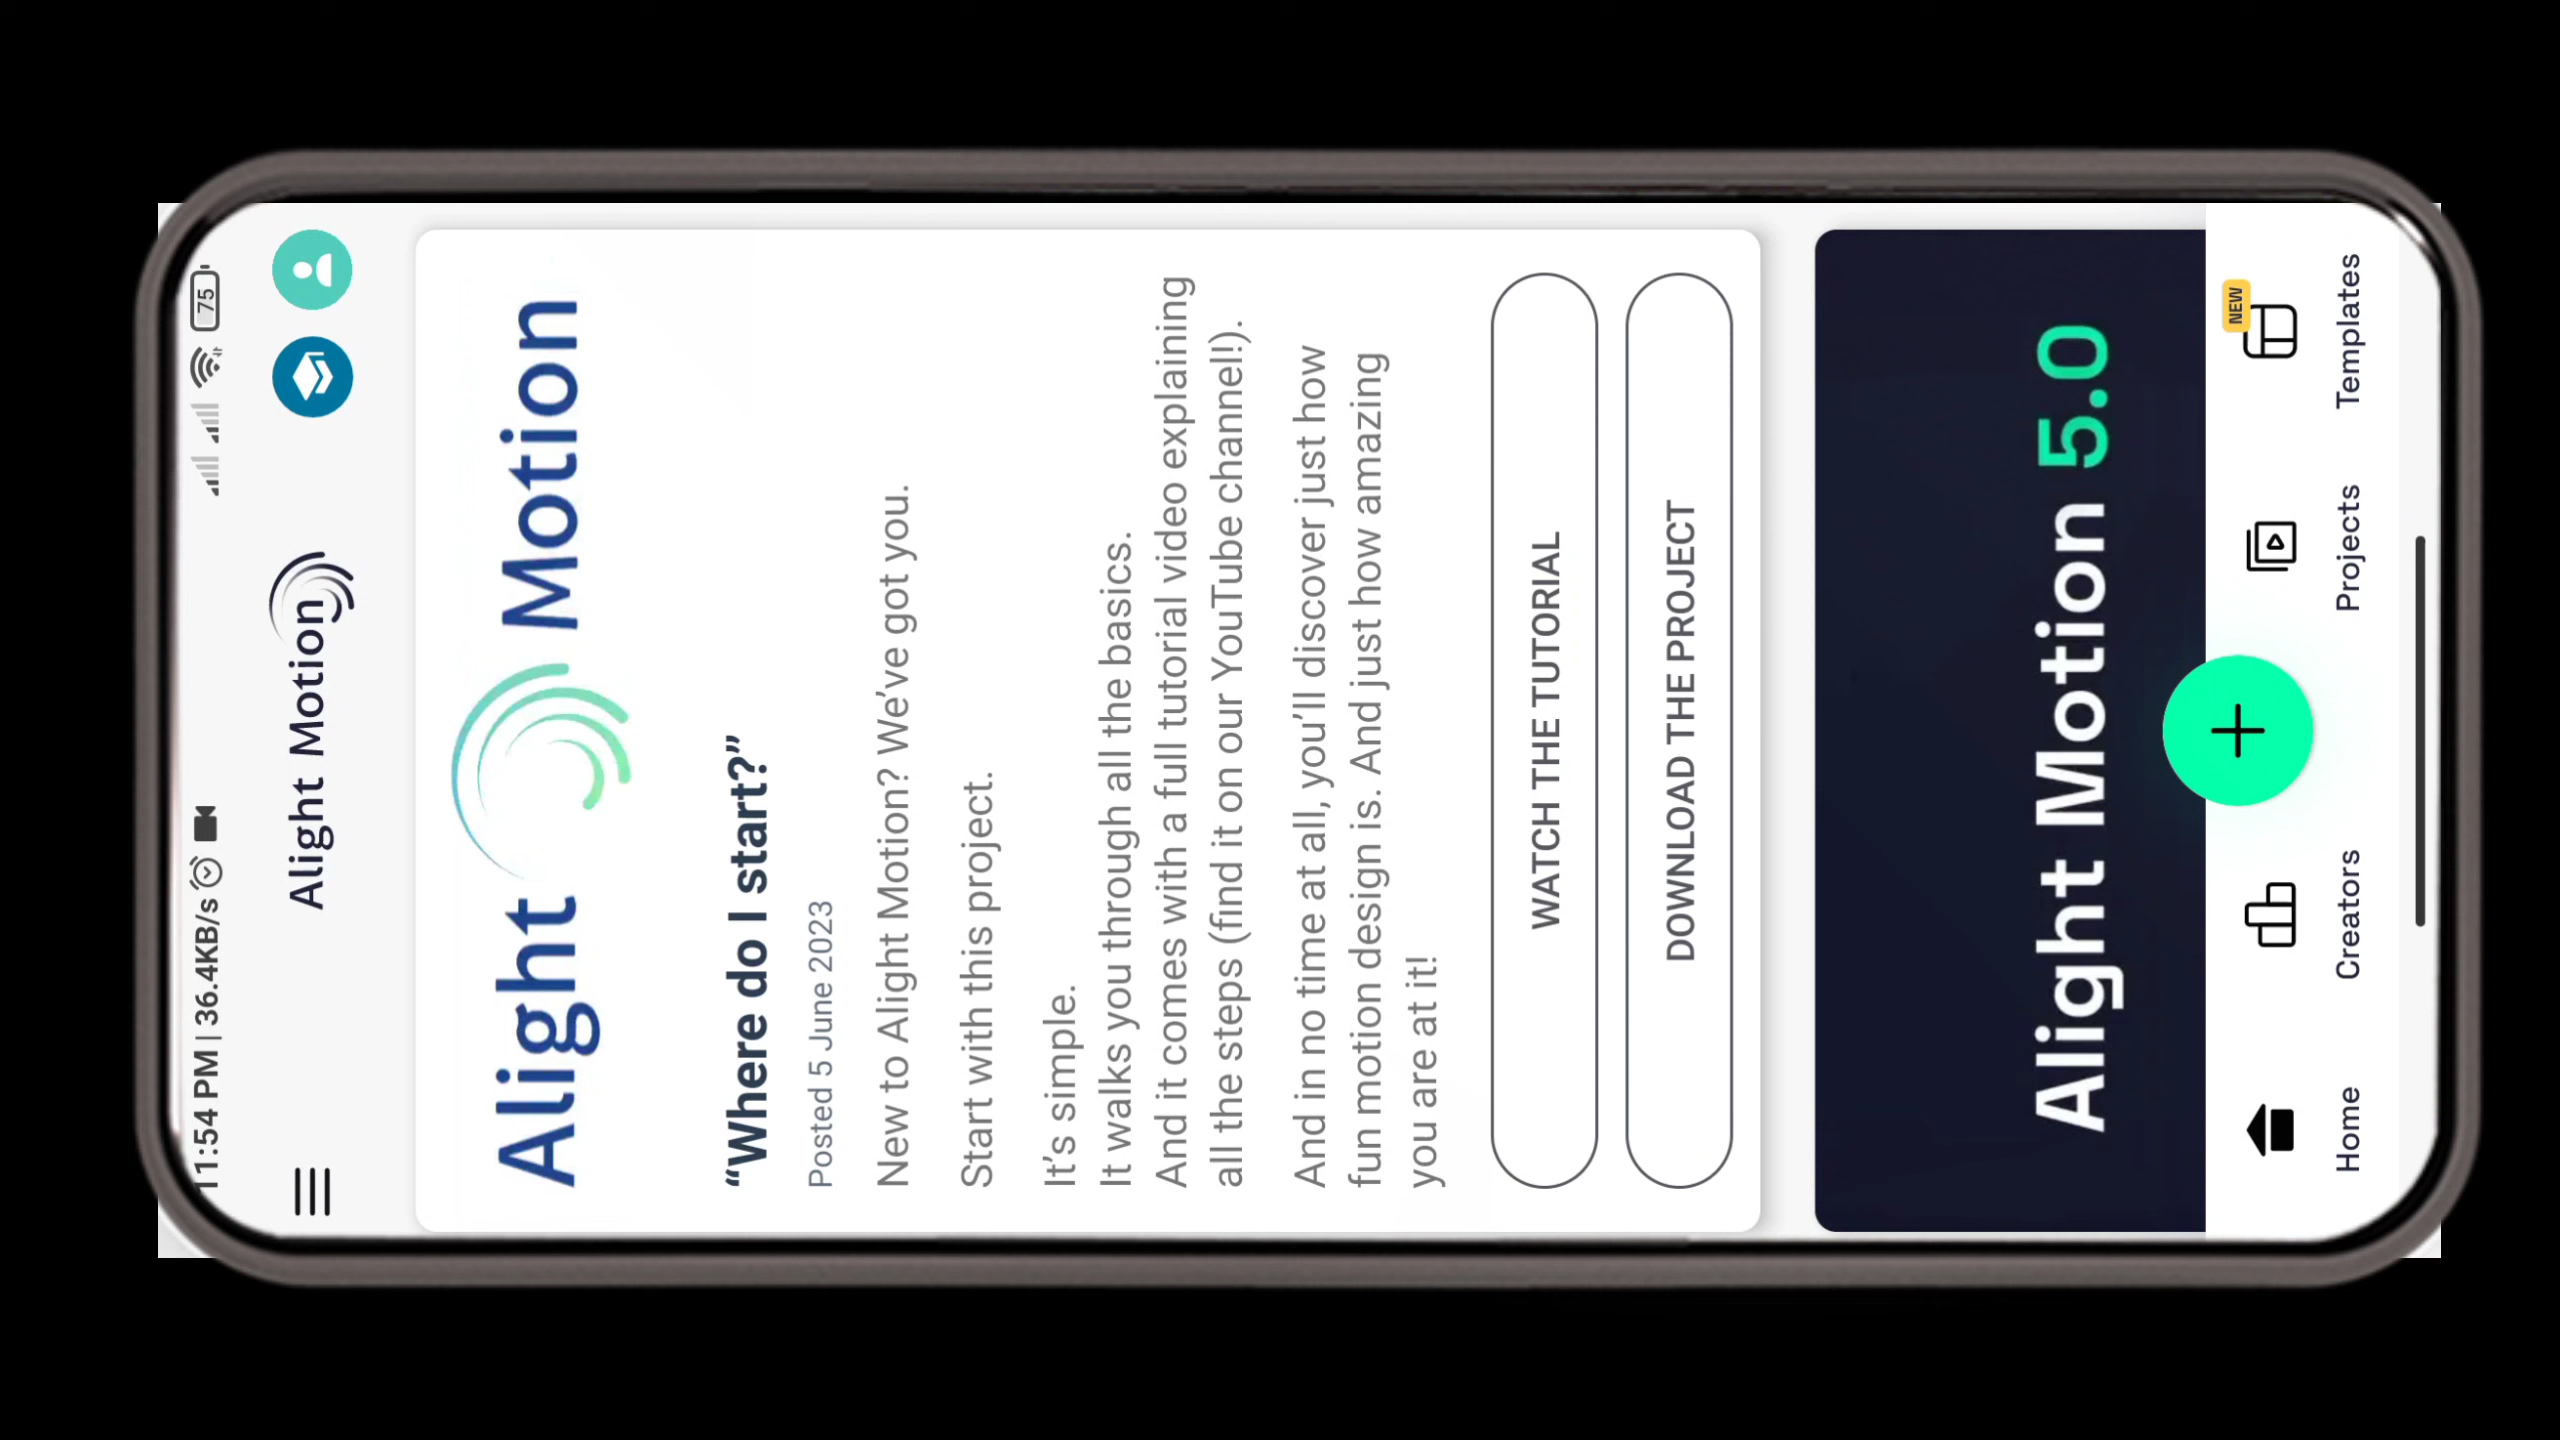 11:54 PM | 36.4KB/s
75
Alight Motion
Alight Motion
“Where do I start?”
Posted 5 June 2023
New to Alight Motion? We’ve got you.
Start with this project.
It’s simple.
It walks you through all the basics.
And it comes with a full tutorial video explaining
all the steps (find it on our YouTube channel!).
And in no time at all, you’ll discover just how
fun motion design is. And just how amazing
you are at it!
WATCH THE TUTORIAL
DOWNLOAD THE PROJECT
Alight Motion 5.0
NEW
Home
Creators
Projects
Templates